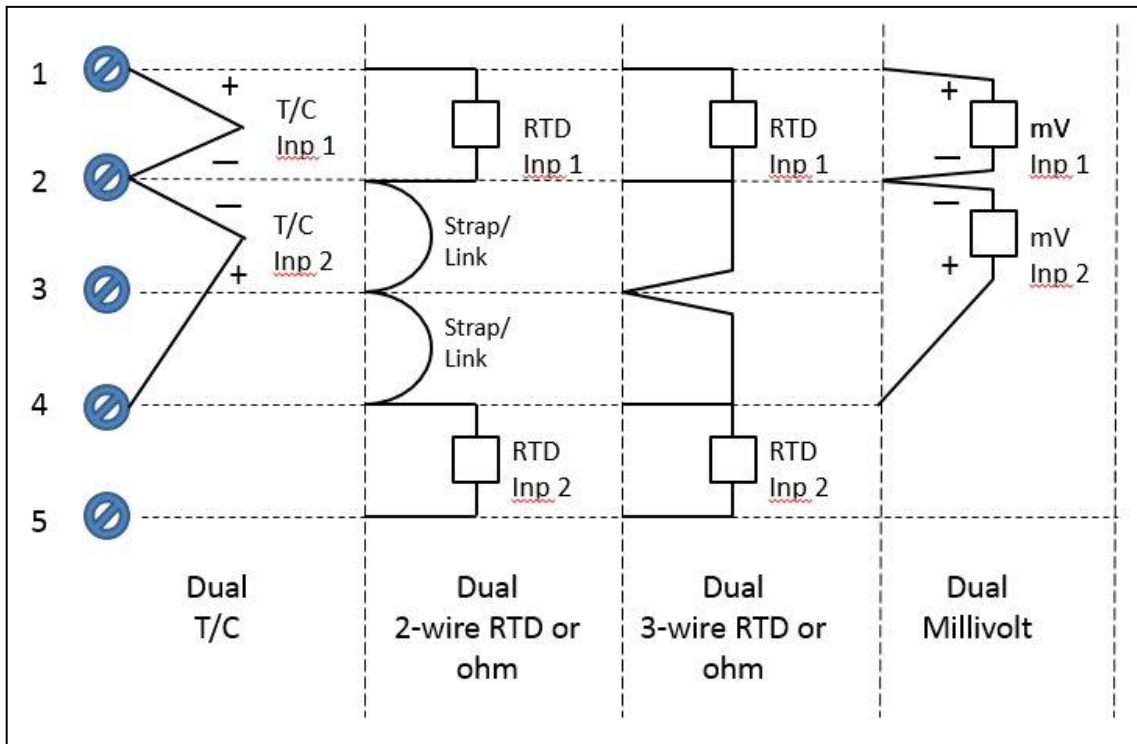 1
2
3
4
5
+
T/C
Inp 1
—
—
T/C
Inp 2
+
Dual
T/C
RTD
Inp 1
Strap/
Link
Strap/
Link
RTD
Inp 2
Dual
2-wire RTD or
ohm
RTD
Inp 1
RTD
Inp 2
Dual
3-wire RTD or
ohm
+
mV
Inp 1
—
—
mV
Inp 2
+
Dual
Millivolt